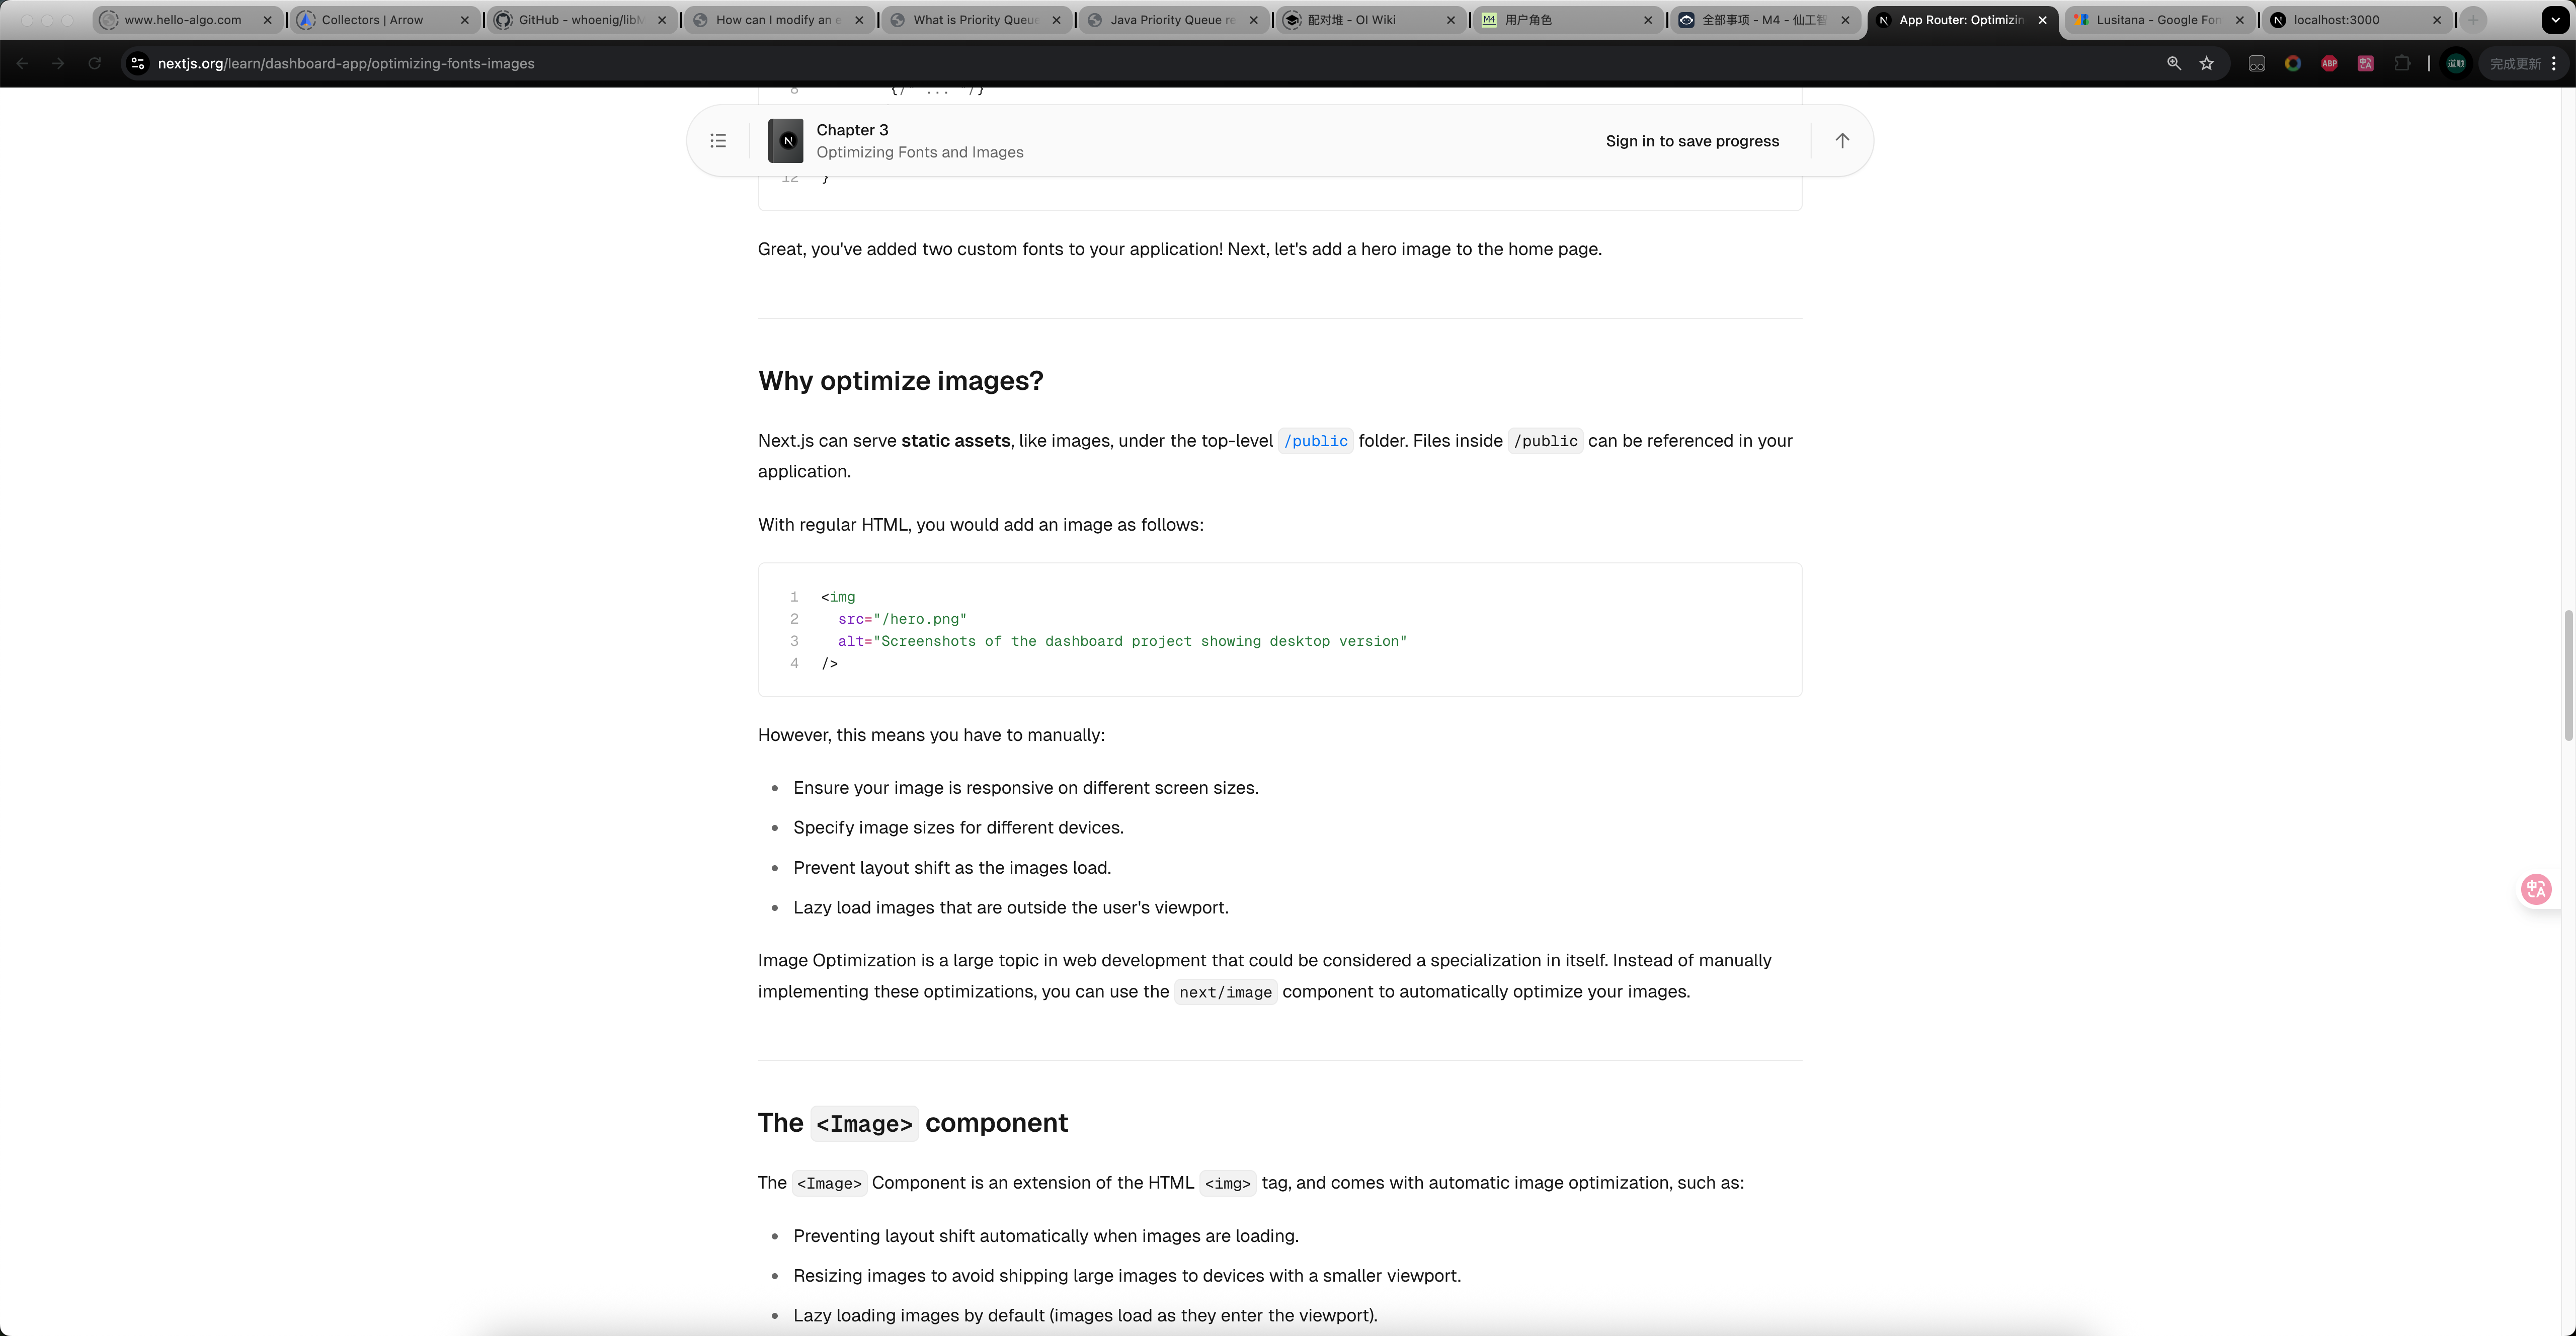 www.hello-algo.com
Collectors | Arrow
GitHub - whoenig/libM
How can I modify an e
What is Priority Queue
Java Priority Queue re
配对堆 - OI Wiki
M4 用户角色
全部事项 - M4 - 仙工智
App Router: Optimizin
Lusitana - Google Fon
localhost:3000
nextjs.org/learn/dashboard-app/optimizing-fonts-images
ABP
道顺
完成更新
8 {/* ... */}
Chapter 3
Optimizing Fonts and Images
Sign in to save progress
12 }
Great, you've added two custom fonts to your application! Next, let's add a hero image to the home page.
Why optimize images?
Next.js can serve static assets, like images, under the top-level /public folder. Files inside /public can be referenced in your
application.
With regular HTML, you would add an image as follows:
1 <img
2 src="/hero.png"
3 alt="Screenshots of the dashboard project showing desktop version"
4 />
However, this means you have to manually:
• Ensure your image is responsive on different screen sizes.
• Specify image sizes for different devices.
• Prevent layout shift as the images load.
• Lazy load images that are outside the user's viewport.
Image Optimization is a large topic in web development that could be considered a specialization in itself. Instead of manually
implementing these optimizations, you can use the next/image component to automatically optimize your images.
The <Image> component
The <Image> Component is an extension of the HTML <img> tag, and comes with automatic image optimization, such as:
• Preventing layout shift automatically when images are loading.
• Resizing images to avoid shipping large images to devices with a smaller viewport.
• Lazy loading images by default (images load as they enter the viewport).